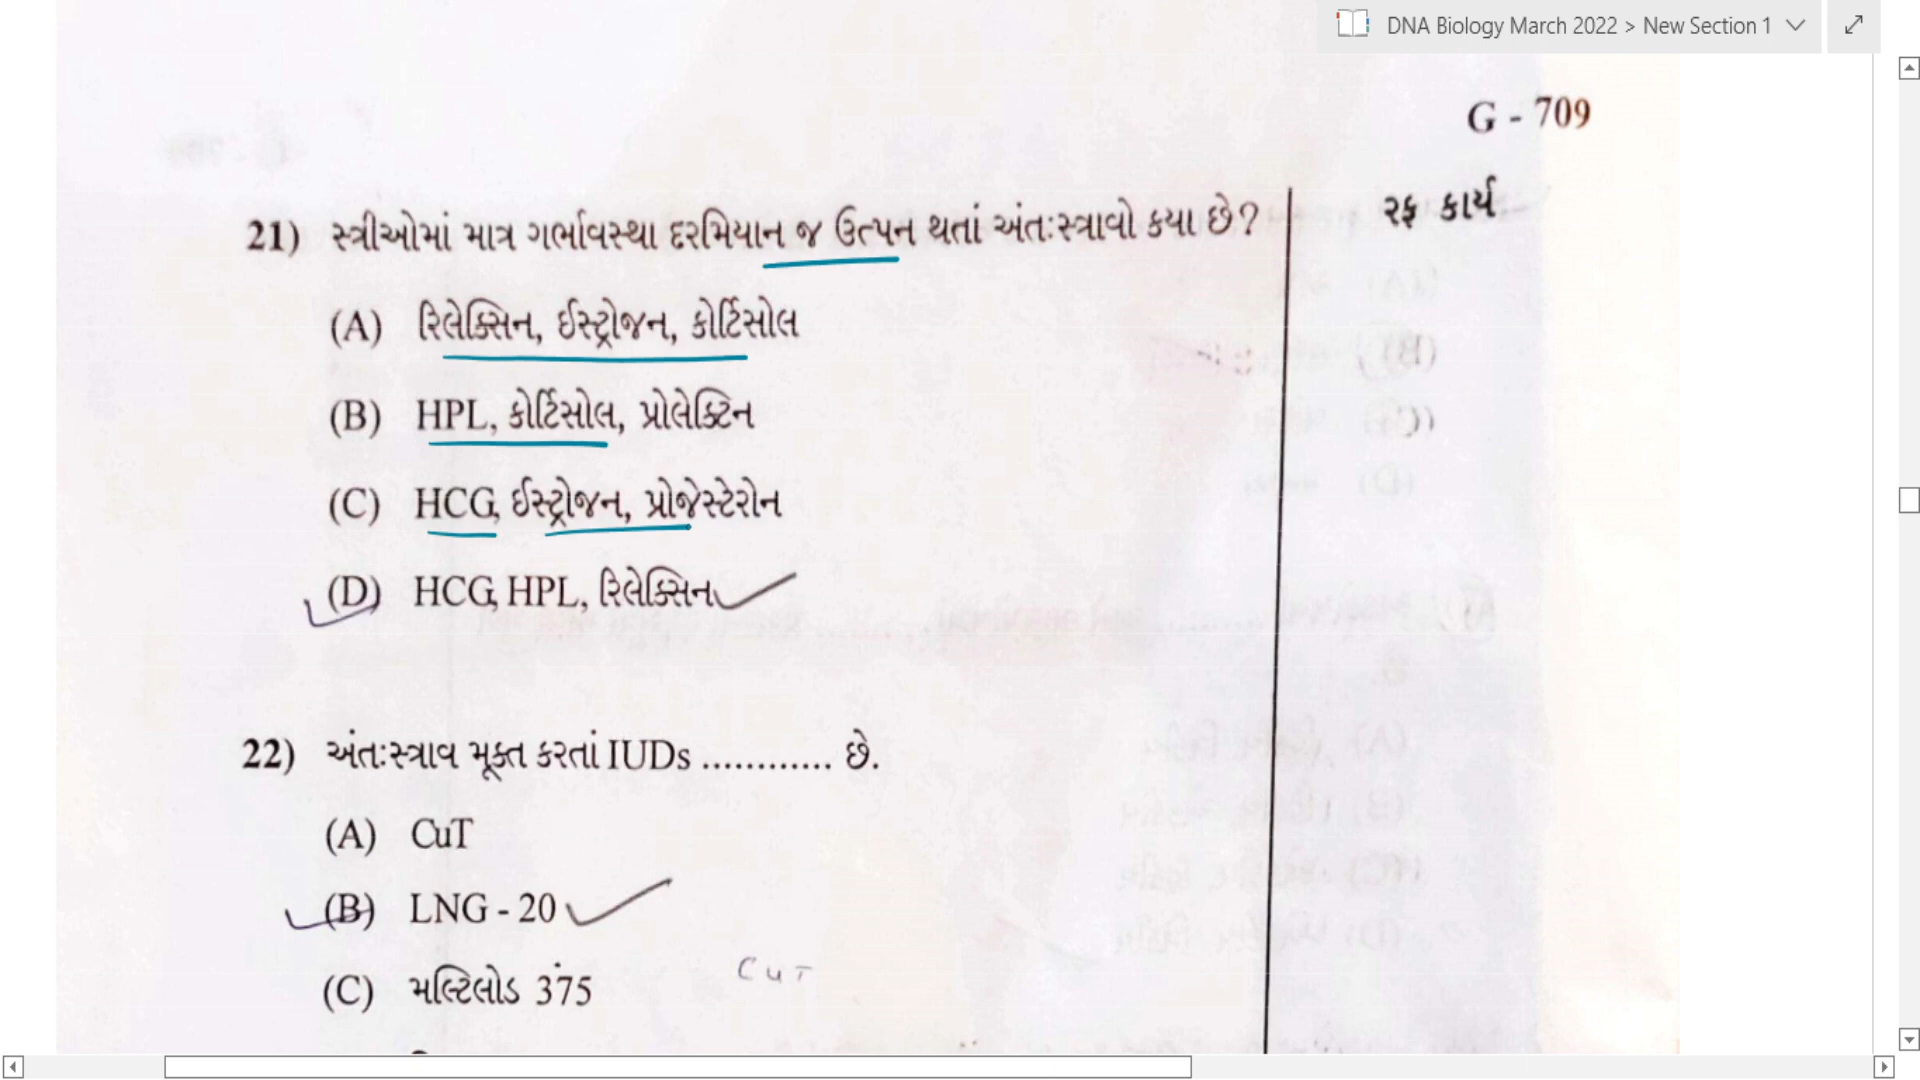 DNA Biology March 2022 > New Section 1
G - 709
રફ કાર્ય
21) સ્ત્રીઓમાં માત્ર ગર્ભાવસ્થા દરમિયાન જ ઉત્પન થતાં અંતઃસ્ત્રાવો કયા છે?
(A) રિલેક્સિન, ઈસ્ટ્રોજન, કોર્ટિસોલ
(B) HPL, કોર્ટિસોલ, પ્રોલેક્ટિન
(C) HCG, ઈસ્ટ્રોજન, પ્રોજેસ્ટેરોન
(D) HCG, HPL, રિલેક્સિન
22) અંતઃસ્ત્રાવ મૂક્ત કરતાં IUDs ............ છે.
(A) CuT
(B) LNG - 20
(C) મલ્ટિલોડ 375
CuT